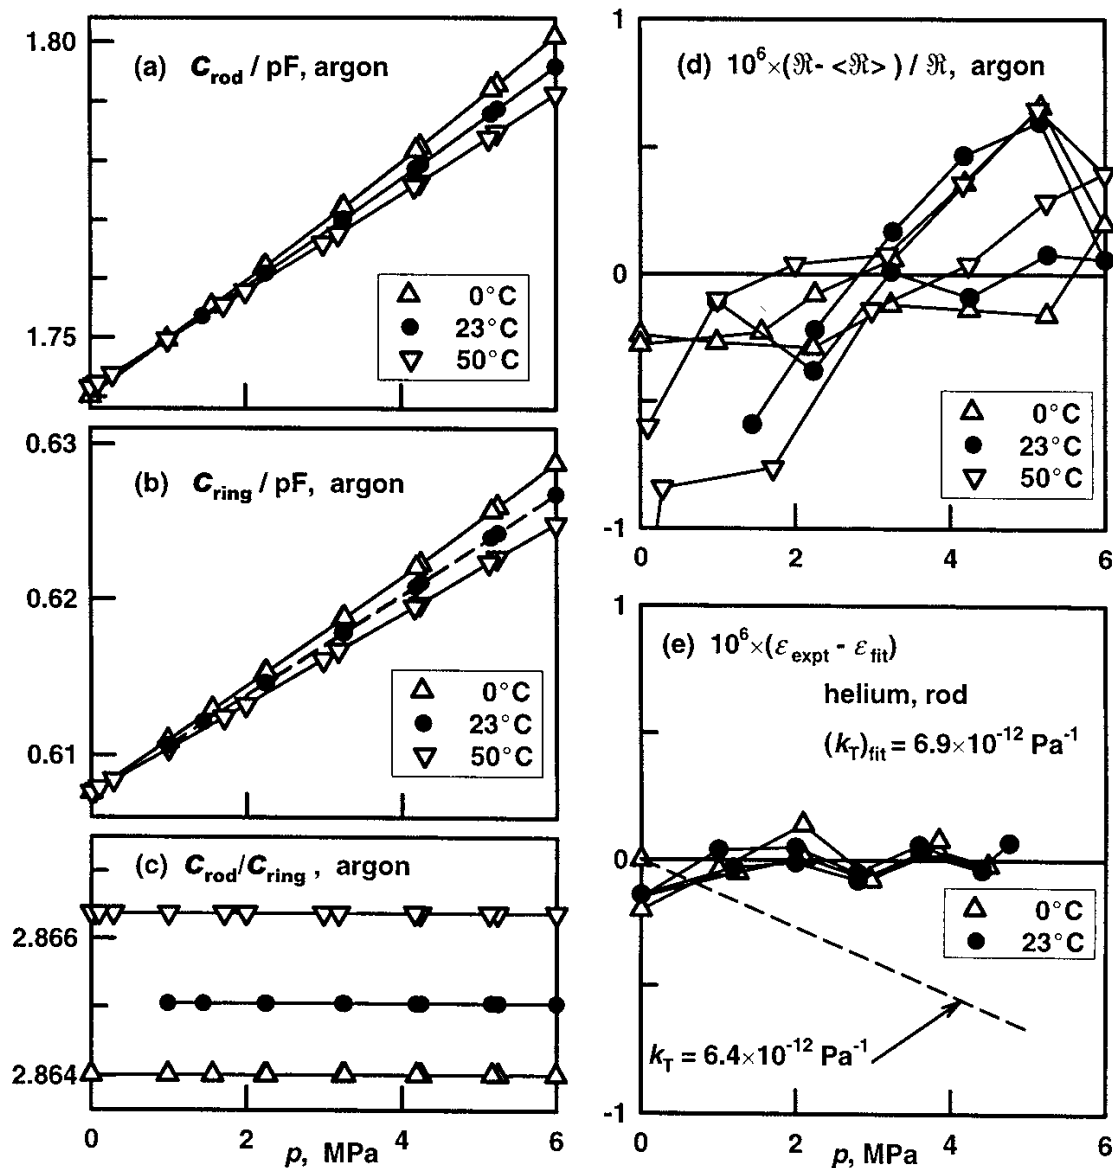 (a) C_rod / pF, argon
1.80
1.75
0°C
23°C
50°C
2
4
6
(b) C_ring / pF, argon
0.63
0.62
0.61
0°C
23°C
50°C
(c) C_rod/C_ring , argon
2.866
2.864
0
2
4
6
p, MPa
(d) 10^6×(ℜ- <ℜ> ) / ℜ, argon
1
0
-1
0°C
23°C
50°C
0
2
4
6
(e) 10^6×(ε_expt - ε_fit)
helium, rod
(k_T)_fit = 6.9×10^-12 Pa^-1
1
0
-1
0°C
23°C
k_T = 6.4×10^-12 Pa^-1
0
2
4
6
p, MPa